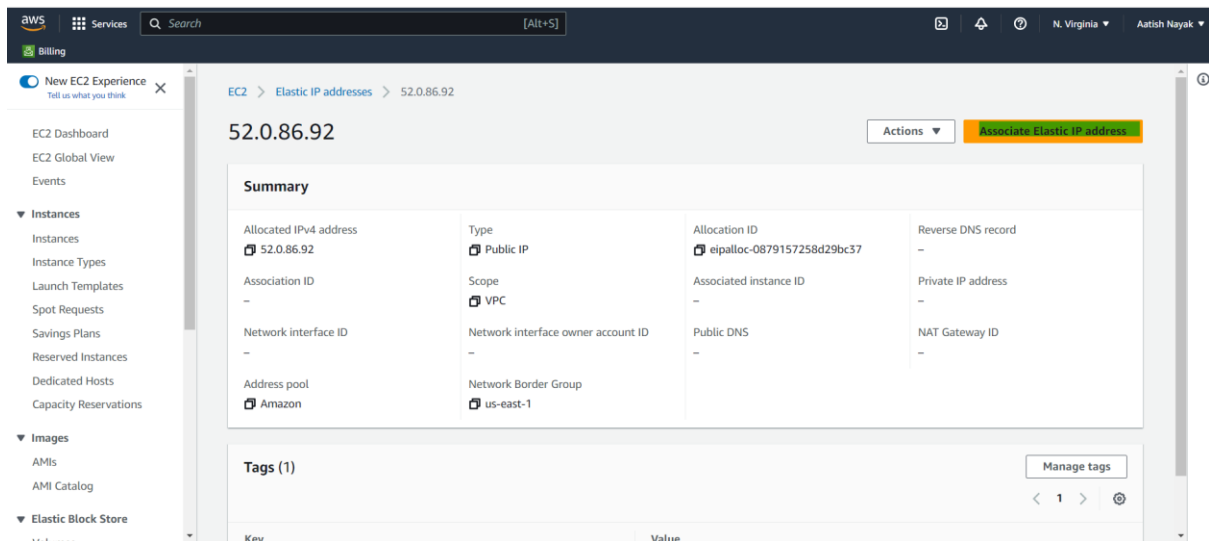 aws Services Search [Alt+S] N. Virginia ▼ Aatish Nayak ▼
Billing
New EC2 Experience
Tell us what you think
EC2 Dashboard
EC2 Global View
Events
▼ Instances
Instances
Instance Types
Launch Templates
Spot Requests
Savings Plans
Reserved Instances
Dedicated Hosts
Capacity Reservations
▼ Images
AMIs
AMI Catalog
▼ Elastic Block Store
EC2 > Elastic IP addresses > 52.0.86.92
52.0.86.92
Actions ▼ Associate Elastic IP address
Summary
Allocated IPv4 address Type Allocation ID Reverse DNS record
52.0.86.92 Public IP eipalloc-0879157258d29bc37 –
Association ID Scope Associated instance ID Private IP address
– VPC – –
Network interface ID Network interface owner account ID Public DNS NAT Gateway ID
– – – –
Address pool Network Border Group
Amazon us-east-1
Tags (1) Manage tags
< 1 >
Key Value